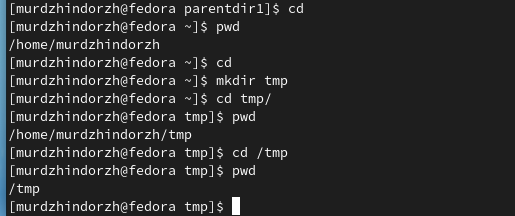 [murdzhindorzh@fedora parentdir1]$ cd
[murdzhindorzh@fedora ~]$ pwd
/home/murdzhindorzh
[murdzhindorzh@fedora ~]$ cd
[murdzhindorzh@fedora ~]$ mkdir tmp
[murdzhindorzh@fedora ~]$ cd tmp/
[murdzhindorzh@fedora tmp]$ pwd
/home/murdzhindorzh/tmp
[murdzhindorzh@fedora tmp]$ cd /tmp
[murdzhindorzh@fedora tmp]$ pwd
/tmp
[murdzhindorzh@fedora tmp]$